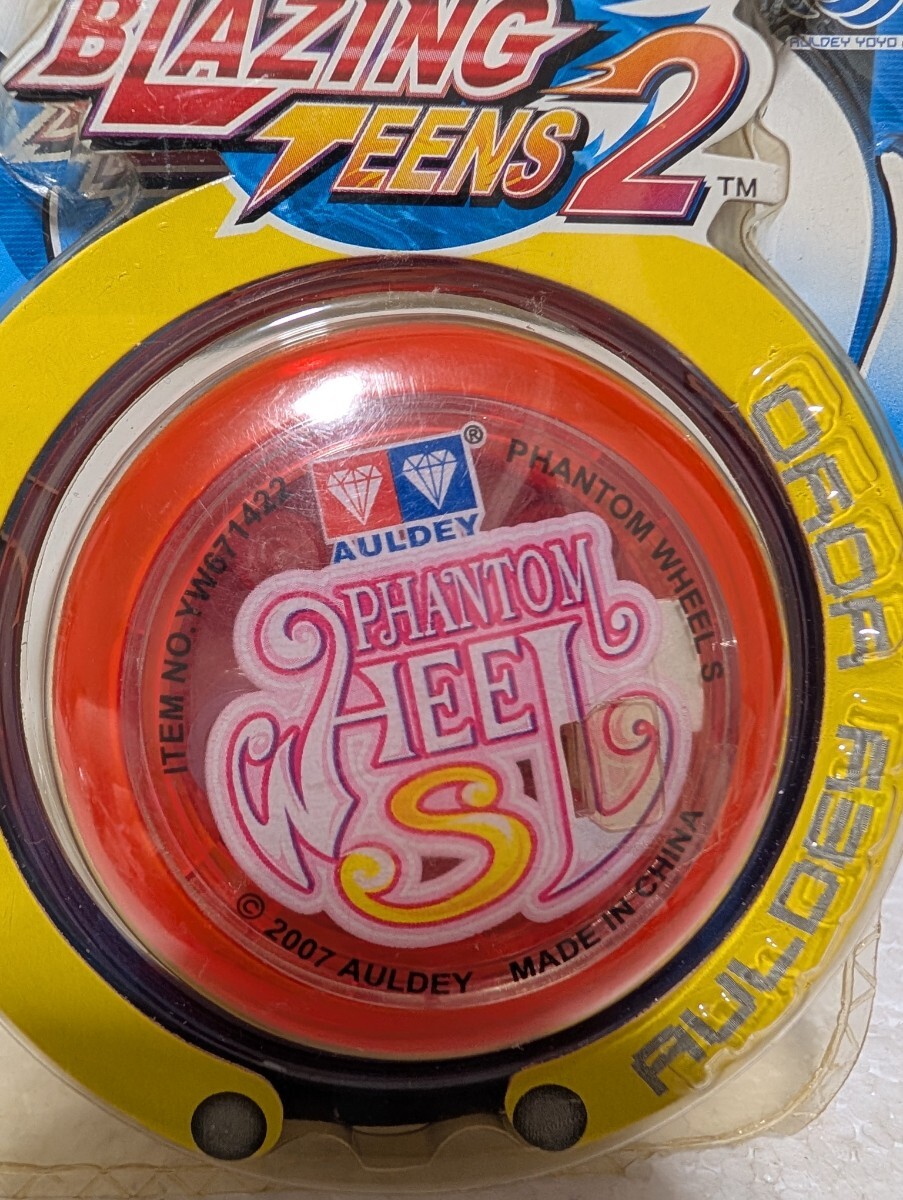 BLAZING
TEENS 2 ™
AULDEY YOYO
AULDEY ®
ITEM NO. YW671422
PHANTOM WHEEL S
PHANTOM
WHEEL
S
© 2007 AULDEY MADE IN CHINA
AULDEY